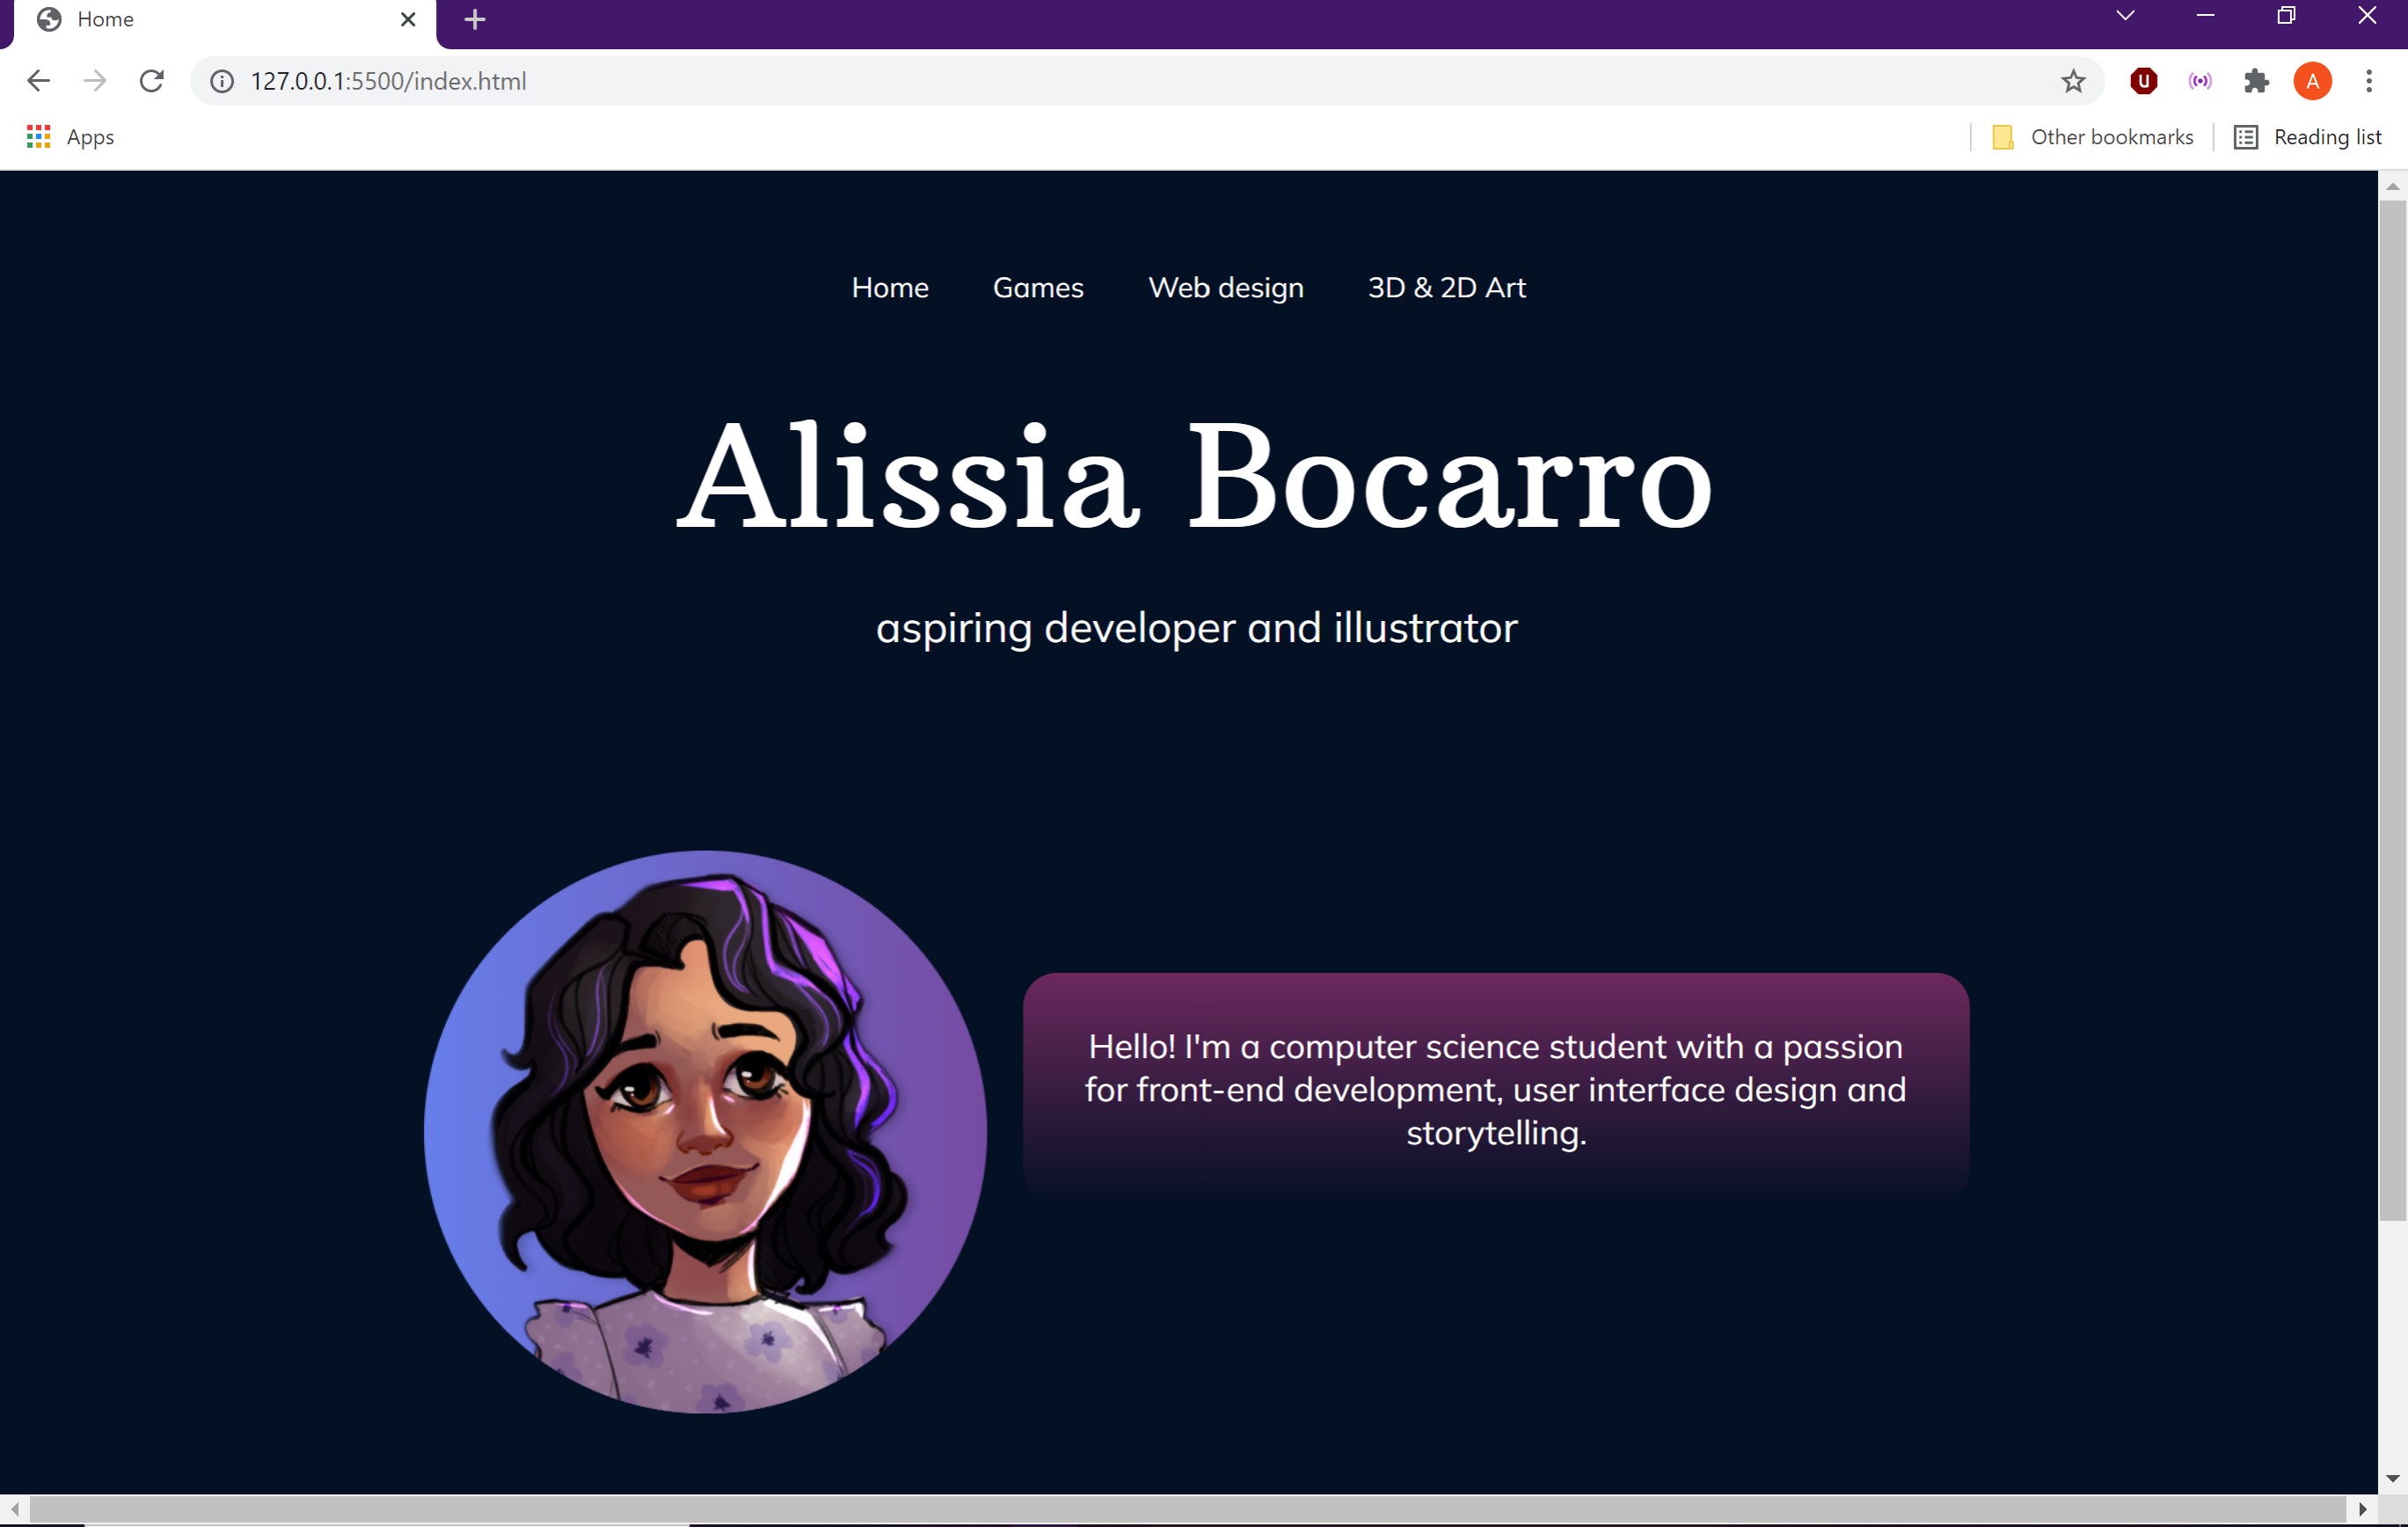 Home
127.0.0.1:5500/index.html
U
A
Apps
Other bookmarks
Reading list
Home Games Web design 3D & 2D Art
Alissia Bocarro
aspiring developer and illustrator
Hello! I'm a computer science student with a passion
for front-end development, user interface design and
storytelling.